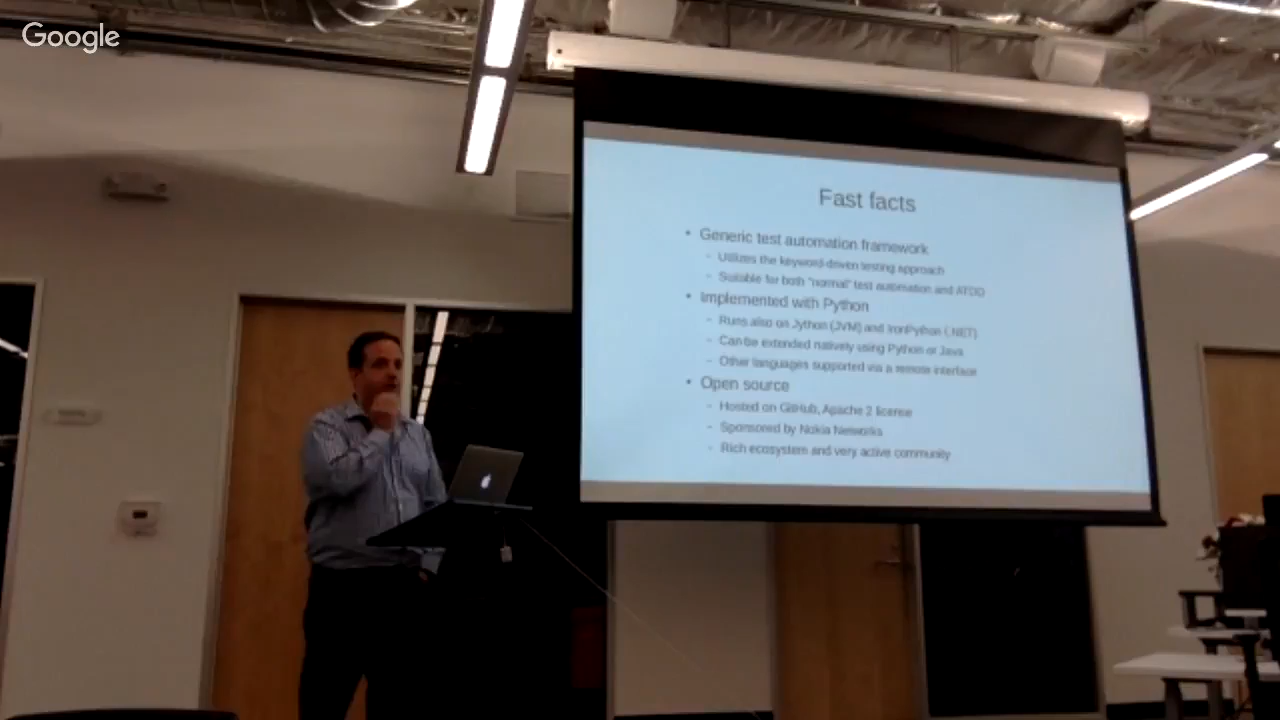 Google
Fast facts
• Generic test automation framework
- Utilizes the keyword-driven testing approach
- Suitable for both "normal" test automation and ATDD
• Implemented with Python
- Runs also on Jython (JVM) and IronPython (.NET)
- Can be extended natively using Python or Java
- Other languages supported via a remote interface
• Open source
- Hosted on GitHub, Apache 2 license
- Sponsored by Nokia Networks
- Rich ecosystem and very active community